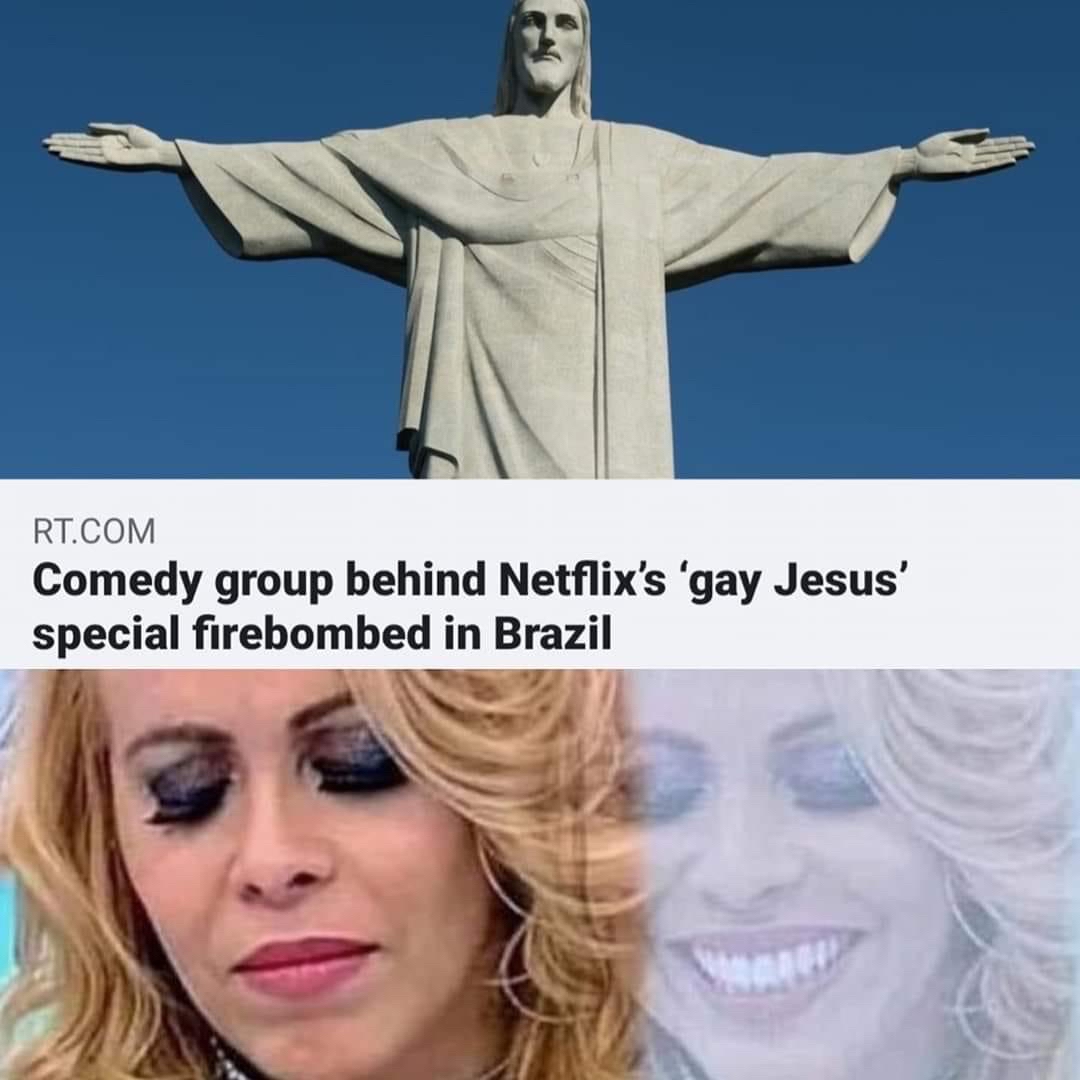 RT.COM
Comedy group behind Netflix’s ‘gay Jesus’
special firebombed in Brazil